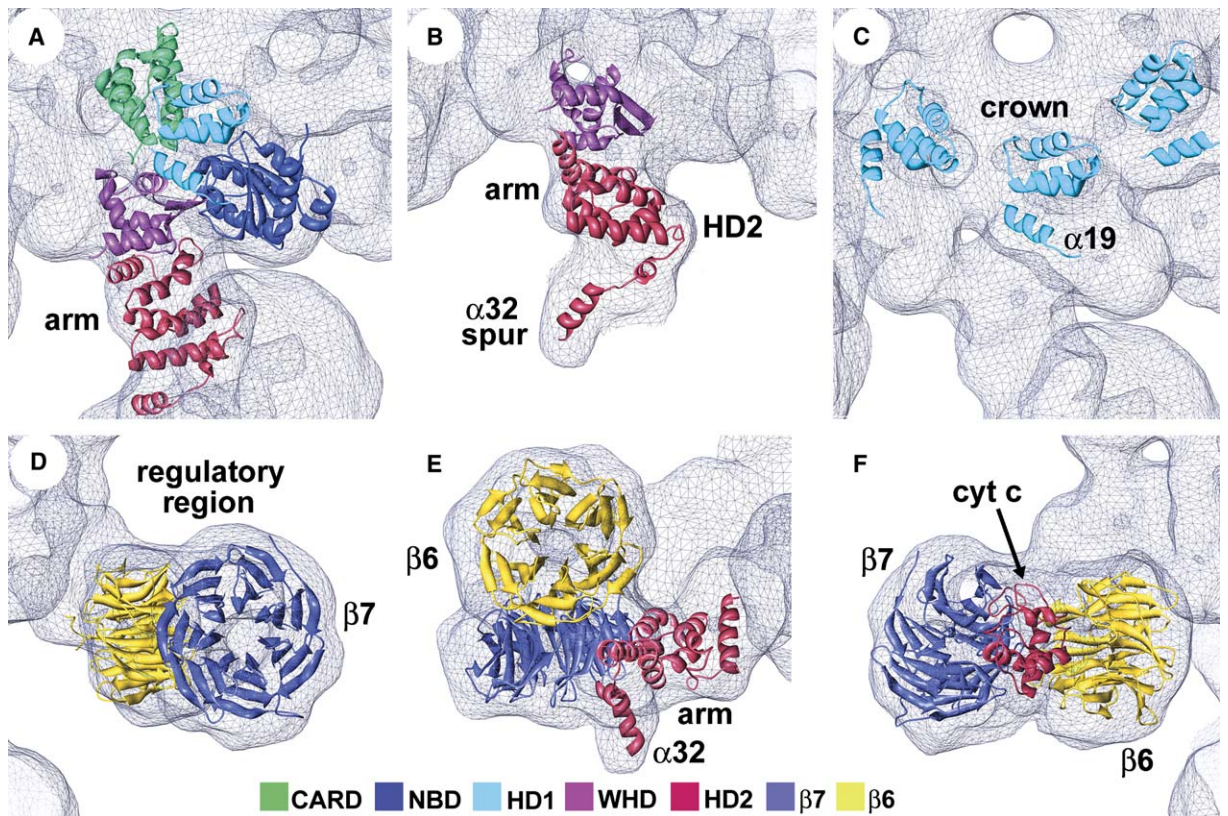 A
arm
B
arm
HD2
α32
spur
C
crown
α19
D
regulatory
region
β7
E
β6
arm
α32
F
cyt c
β7
β6
CARD NBD HD1 WHD HD2 β7 β6